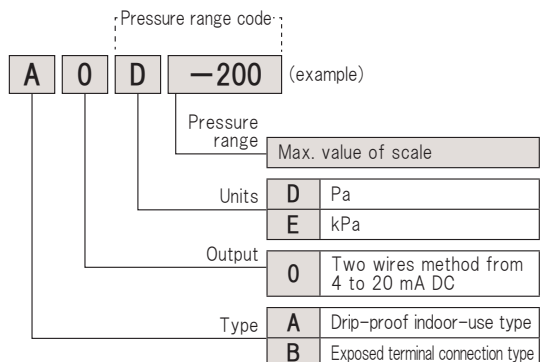 Pressure range code
A 0 D －200 (example)
Pressure
range
Max. value of scale
Units
D Pa
E kPa
Output
0
Two wires method from
4 to 20 mA DC
Type
A Drip-proof indoor-use type
B Exposed terminal connection type